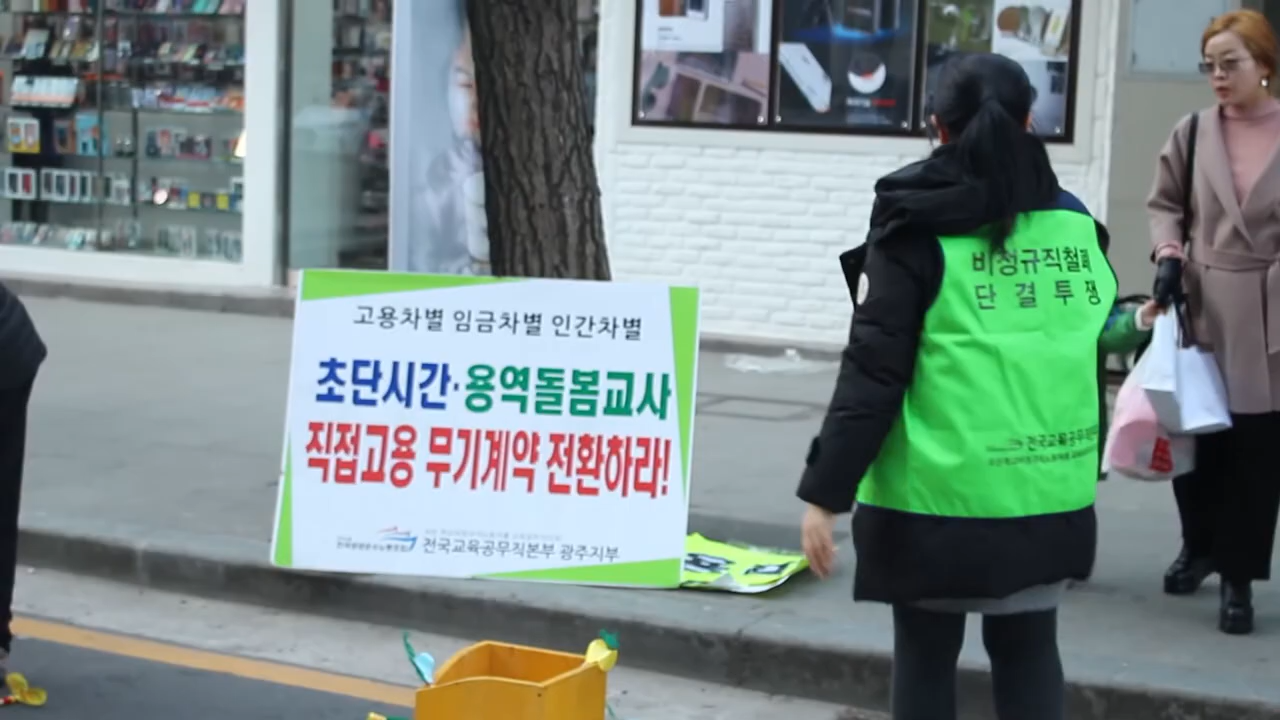 고용차별 임금차별 인간차별
초단시간·용역돌봄교사
직접고용 무기계약 전환하라!
전국교육공무직본부 광주지부
비정규직철폐
단결투쟁
전국교육공무직